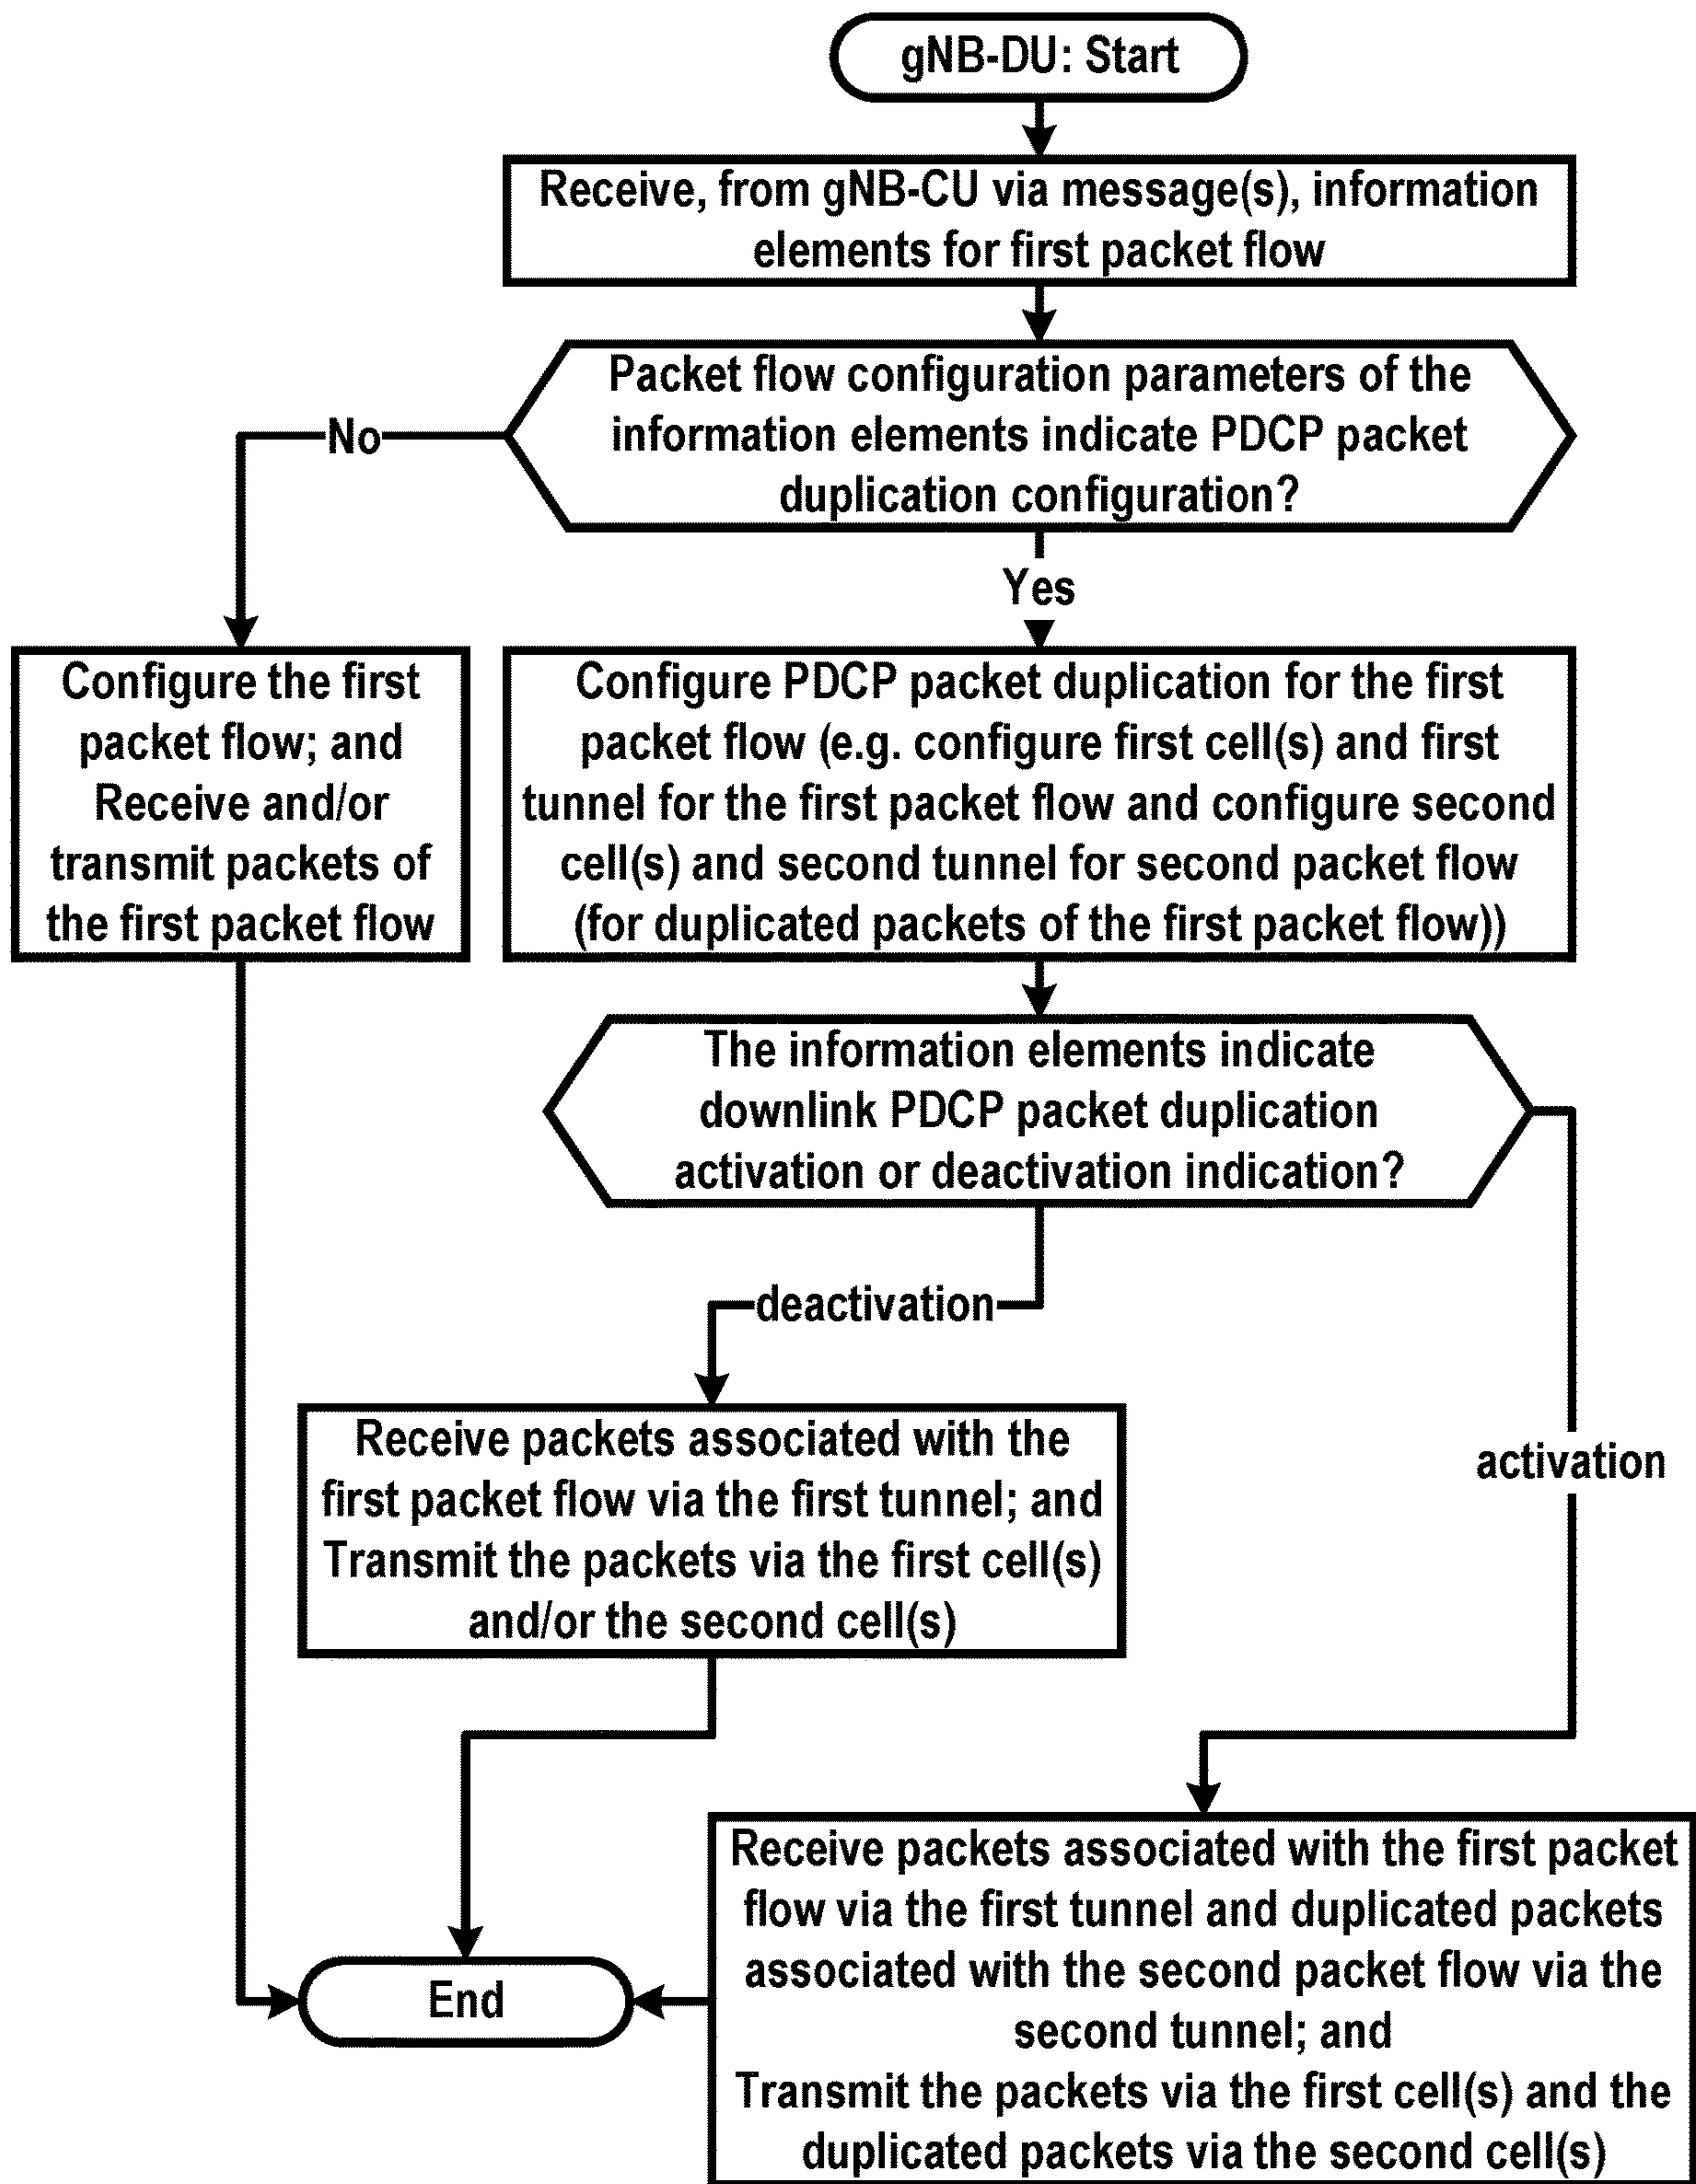 gNB-DU: Start
Receive, from gNB-CU via message(s), information
elements for first packet flow
Packet flow configuration parameters of the
information elements indicate PDCP packet
duplication configuration?
No
Yes
Configure the first
packet flow; and
Receive and/or
transmit packets of
the first packet flow
Configure PDCP packet duplication for the first
packet flow (e.g. configure first cell(s) and first
tunnel for the first packet flow and configure second
cell(s) and second tunnel for second packet flow
(for duplicated packets of the first packet flow))
The information elements indicate
downlink PDCP packet duplication
activation or deactivation indication?
deactivation
activation
Receive packets associated with the
first packet flow via the first tunnel; and
Transmit the packets via the first cell(s)
and/or the second cell(s)
Receive packets associated with the first packet
flow via the first tunnel and duplicated packets
associated with the second packet flow via the
second tunnel; and
Transmit the packets via the first cell(s) and the
duplicated packets via the second cell(s)
End